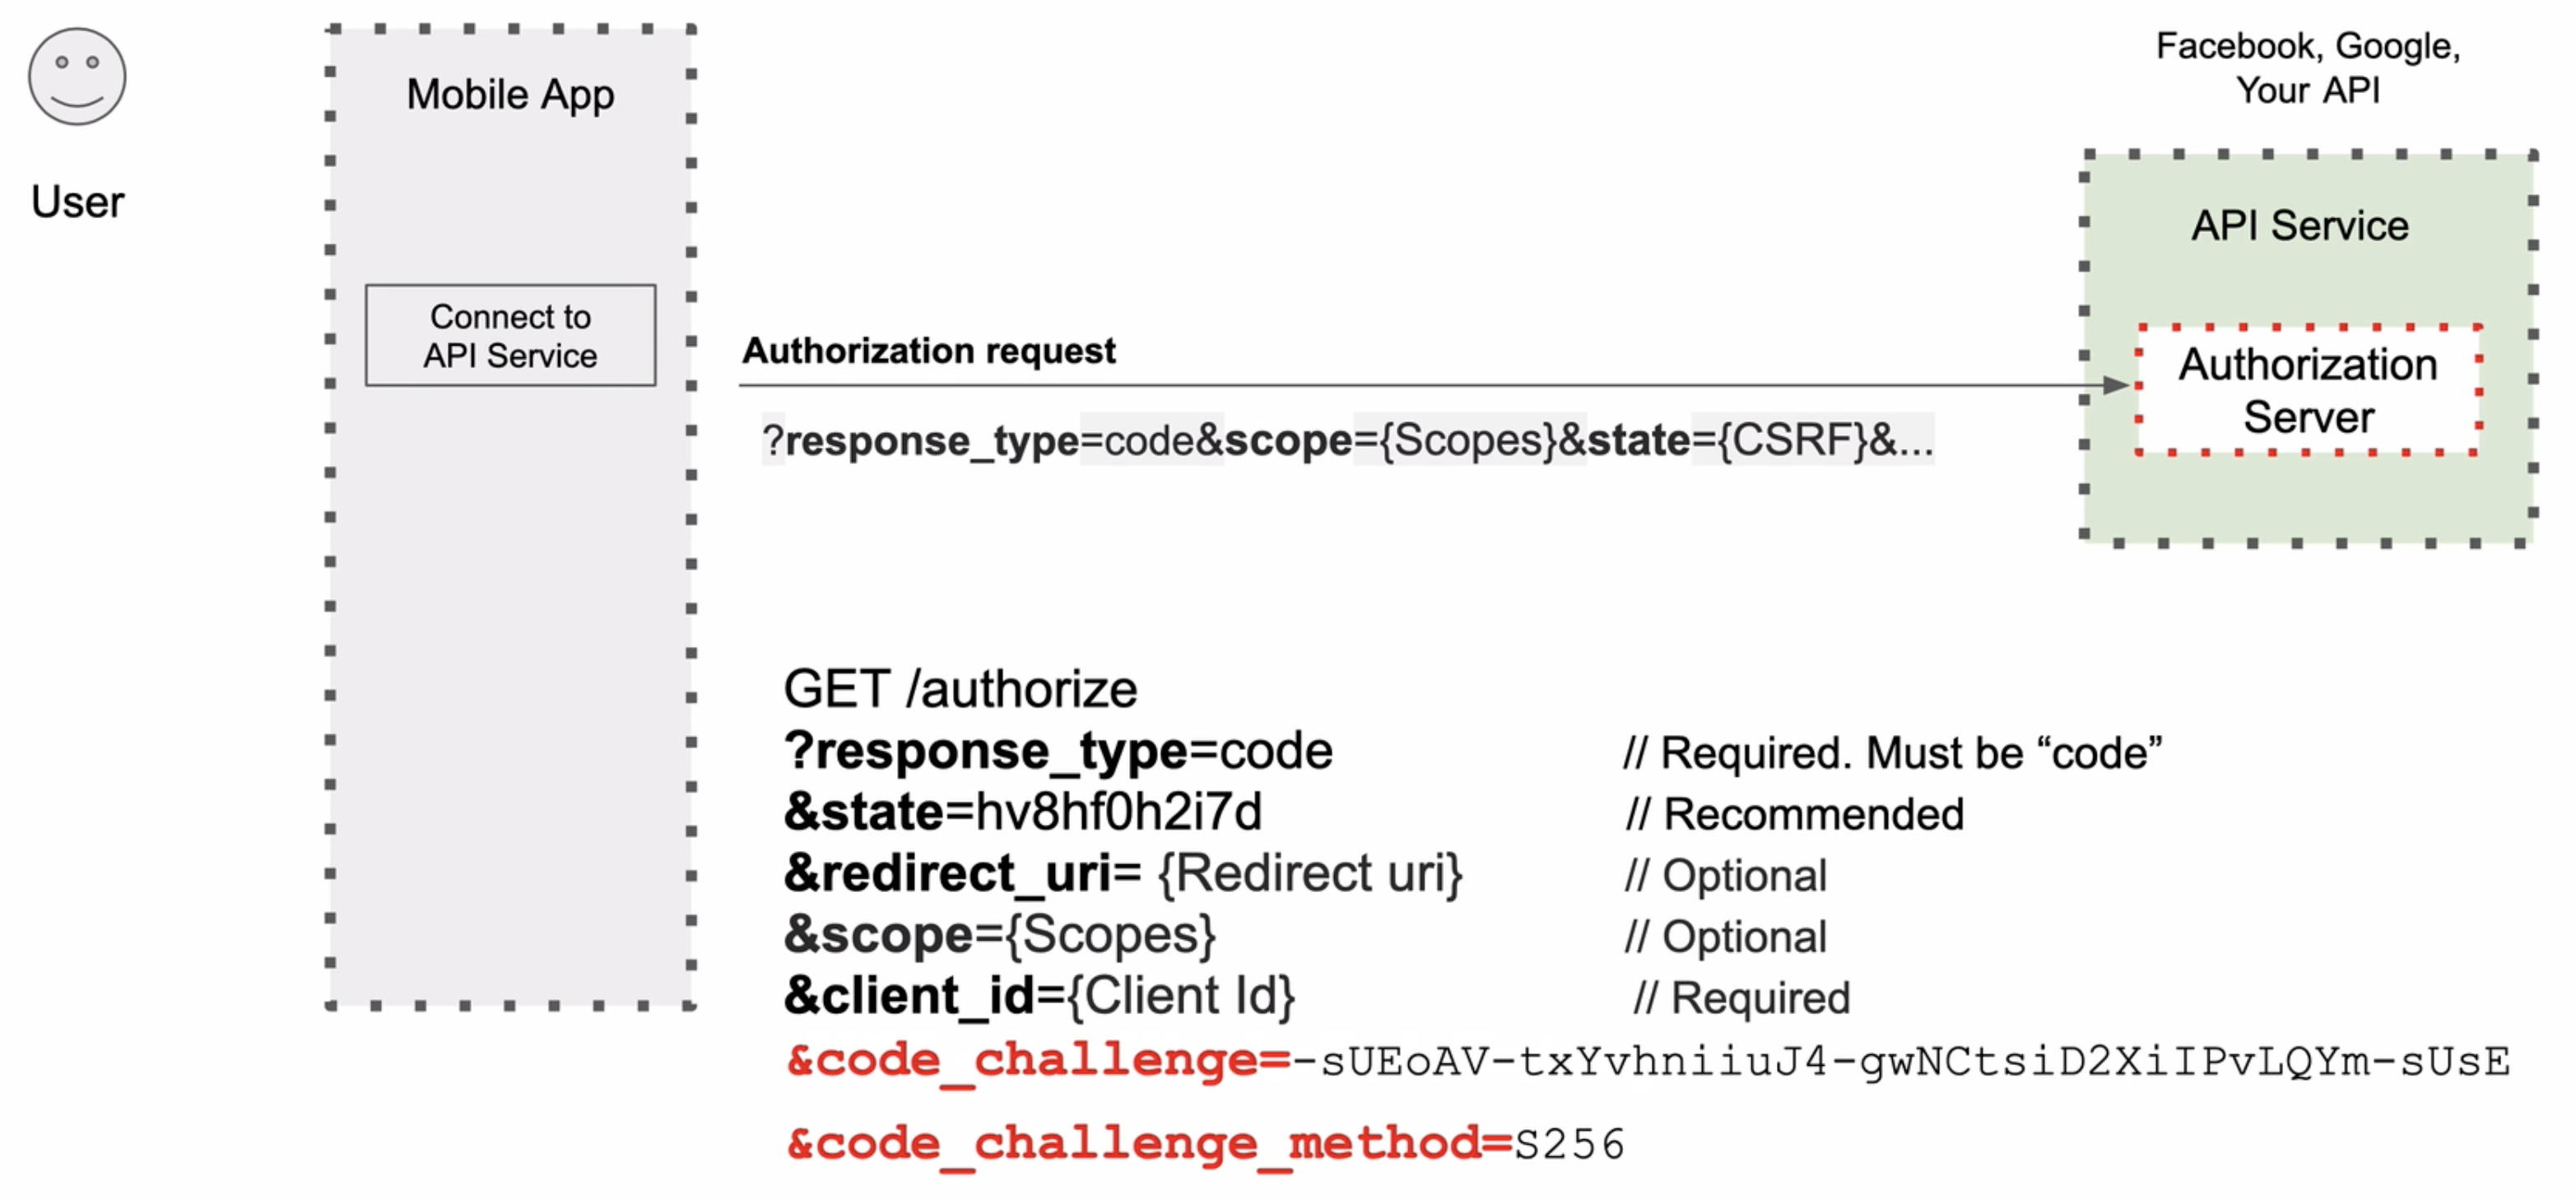 User
Mobile App
Connect to
API Service
Facebook, Google,
Your API
API Service
Authorization
Server
Authorization request
?response_type=code&scope={Scopes}&state={CSRF}&...
GET /authorize
?response_type=code // Required. Must be “code”
&state=hv8hf0h2i7d // Recommended
&redirect_uri= {Redirect uri} // Optional
&scope={Scopes} // Optional
&client_id={Client Id} // Required
&code_challenge=-sUEoAV-txYvhniiuJ4-gwNCtsiD2XiIPvLQYm-sUsE
&code_challenge_method=S256